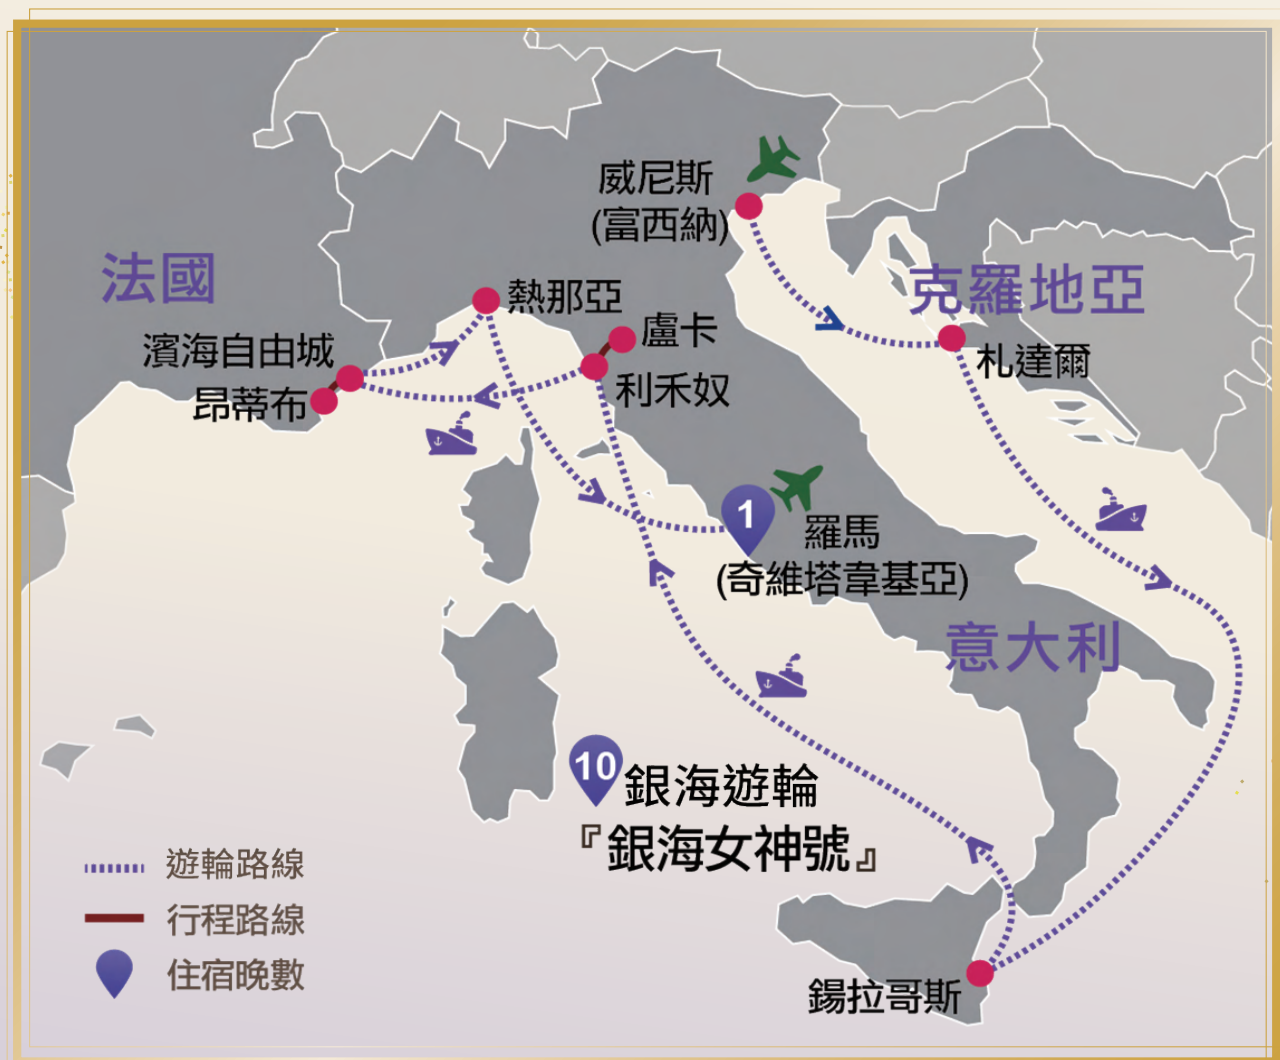 威尼斯
(富西納)
法國
克羅地亞
熱那亞
盧卡
濱海自由城
札達爾
利禾奴
昂蒂布
1
羅馬
(奇維塔韋基亞)
意大利
10
銀海遊輪
『銀海女神號』
遊輪路線
行程路線
住宿晚數
鍚拉哥斯